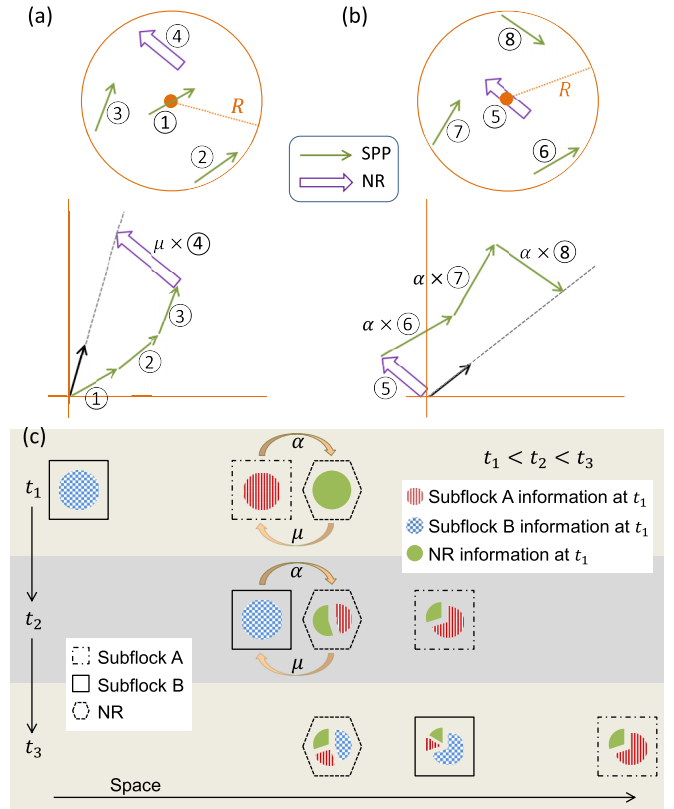 (a)
④
③
①
R
②
(b)
⑧
⑤
R
⑦
⑥
SPP
NR
μ × ④
③
②
①
α × ⑧
α × ⑦
α × ⑥
⑤
(c)
α
t₁ < t₂ < t₃
t₁
Subflock A information at t₁
Subflock B information at t₁
NR information at t₁
μ
α
t₂
Subflock A
Subflock B
NR
μ
t₃
Space